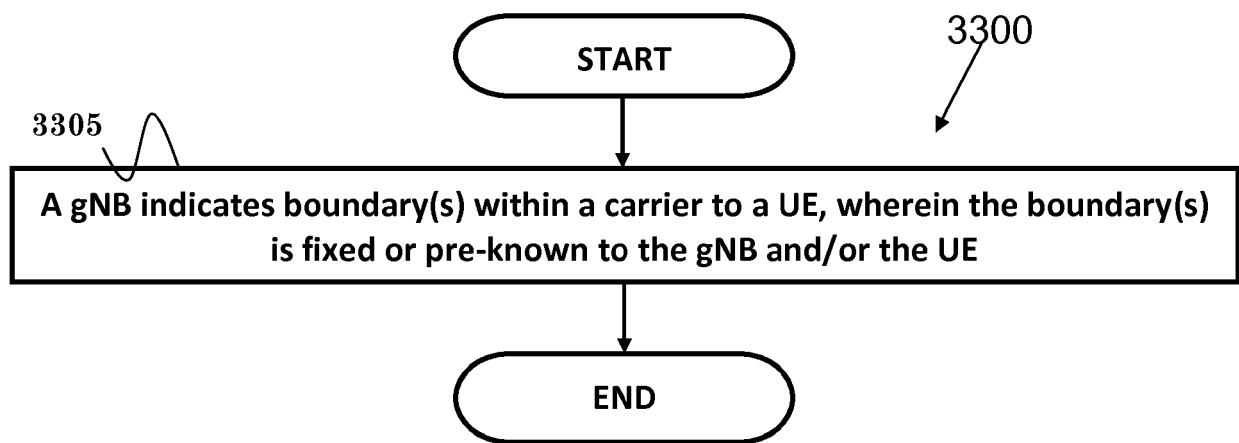 START
3300
3305
A gNB indicates boundary(s) within a carrier to a UE, wherein the boundary(s)
is fixed or pre-known to the gNB and/or the UE
END